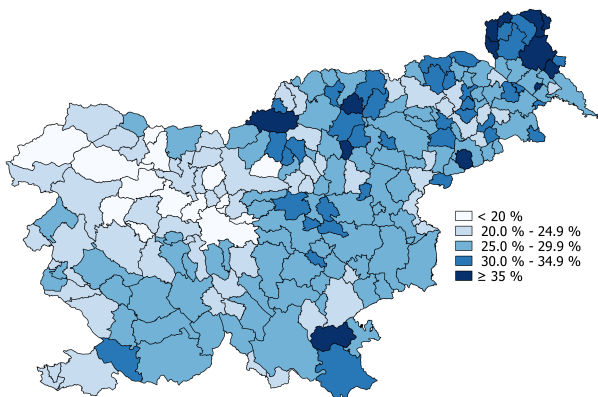 < 20 %
20.0 % - 24.9 %
25.0 % - 29.9 %
30.0 % - 34.9 %
≥ 35 %